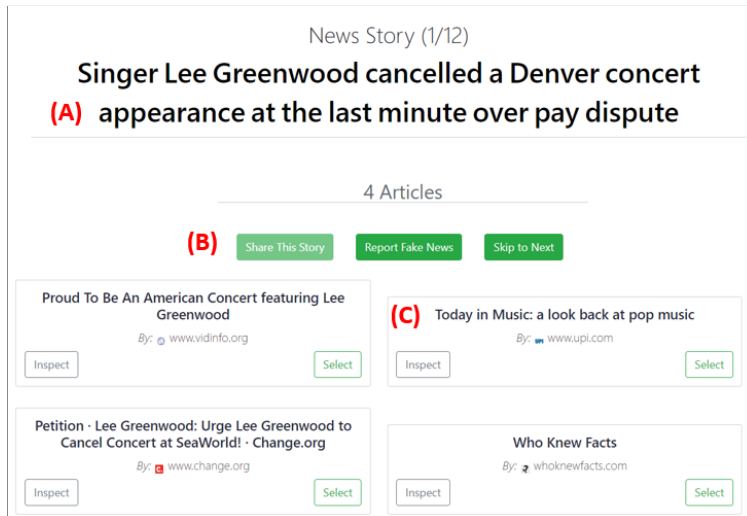 News Story (1/12)
Singer Lee Greenwood cancelled a Denver concert
(A) appearance at the last minute over pay dispute
4 Articles
(B) Share This Story Report Fake News Skip to Next
Proud To Be An American Concert featuring Lee
Greenwood
By: www.vidinfo.org
Inspect Select
(C) Today in Music: a look back at pop music
By: UPI www.upi.com
Inspect Select
Petition · Lee Greenwood: Urge Lee Greenwood to
Cancel Concert at SeaWorld! · Change.org
By: C. www.change.org
Inspect Select
Who Knew Facts
By: whoknewfacts.com
Inspect Select